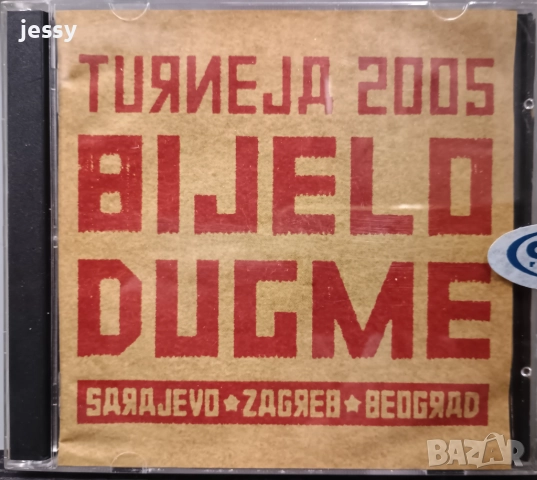 jessy
TURNEJA 2005
BIJELO
DUGME
SARAJEVO★ZAGREB★BEOGRAD
BAZAR